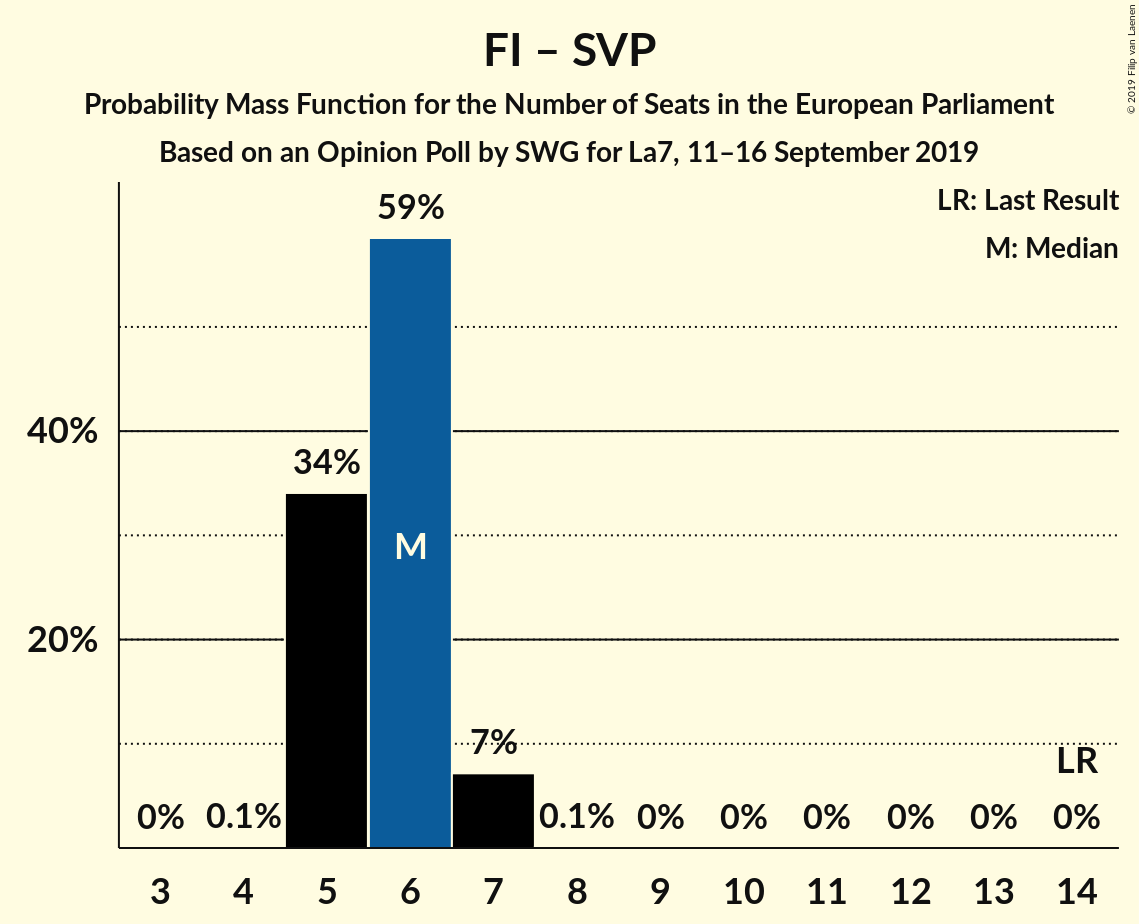 FI – SVP
Probability Mass Function for the Number of Seats in the European Parliament
Based on an Opinion Poll by SWG for La7, 11–16 September 2019
© 2019 Filip van Laenen
LR: Last Result
M: Median
59%
40%
34%
M
20%
7%
LR
0% 0.1% 0.1% 0% 0% 0% 0% 0% 0%
3 4 5 6 7 8 9 10 11 12 13 14